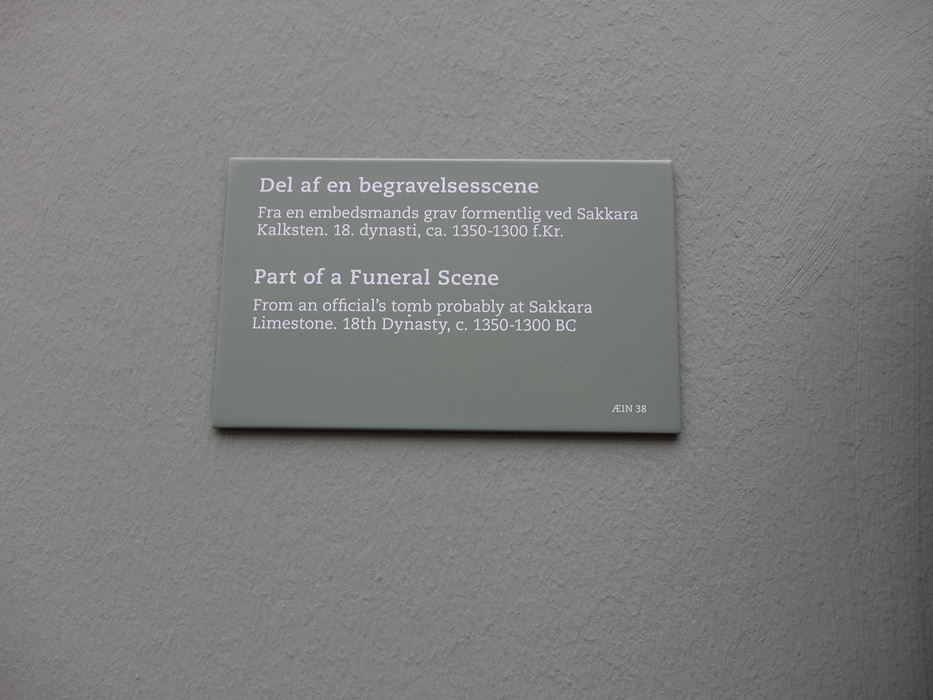 Del af en begravelsesscene
Fra en embedsmands grav formentlig ved Sakkara
Kalksten. 18. dynasti, ca. 1350-1300 f.Kr.
Part of a Funeral Scene
From an official's tomb probably at Sakkara
Limestone. 18th Dynasty, c. 1350-1300 BC
ÆIN 38